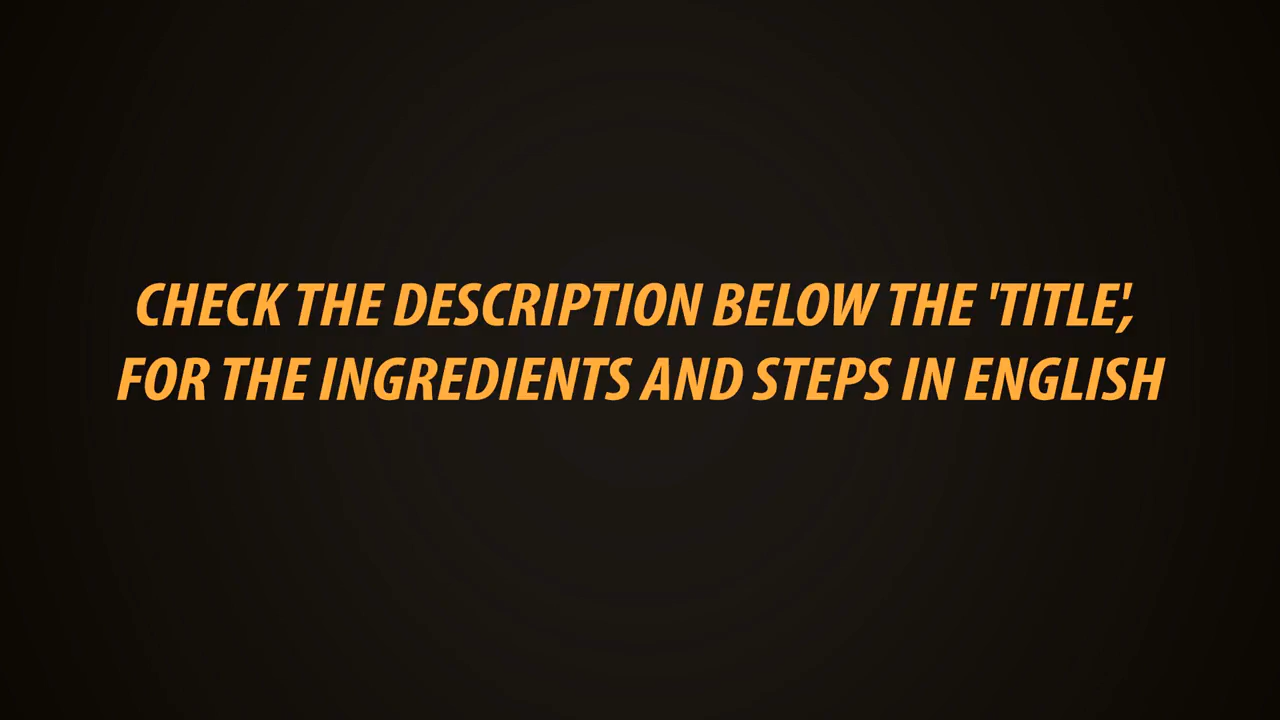 CHECK THE DESCRIPTION BELOW THE 'TITLE',
FOR THE INGREDIENTS AND STEPS IN ENGLISH